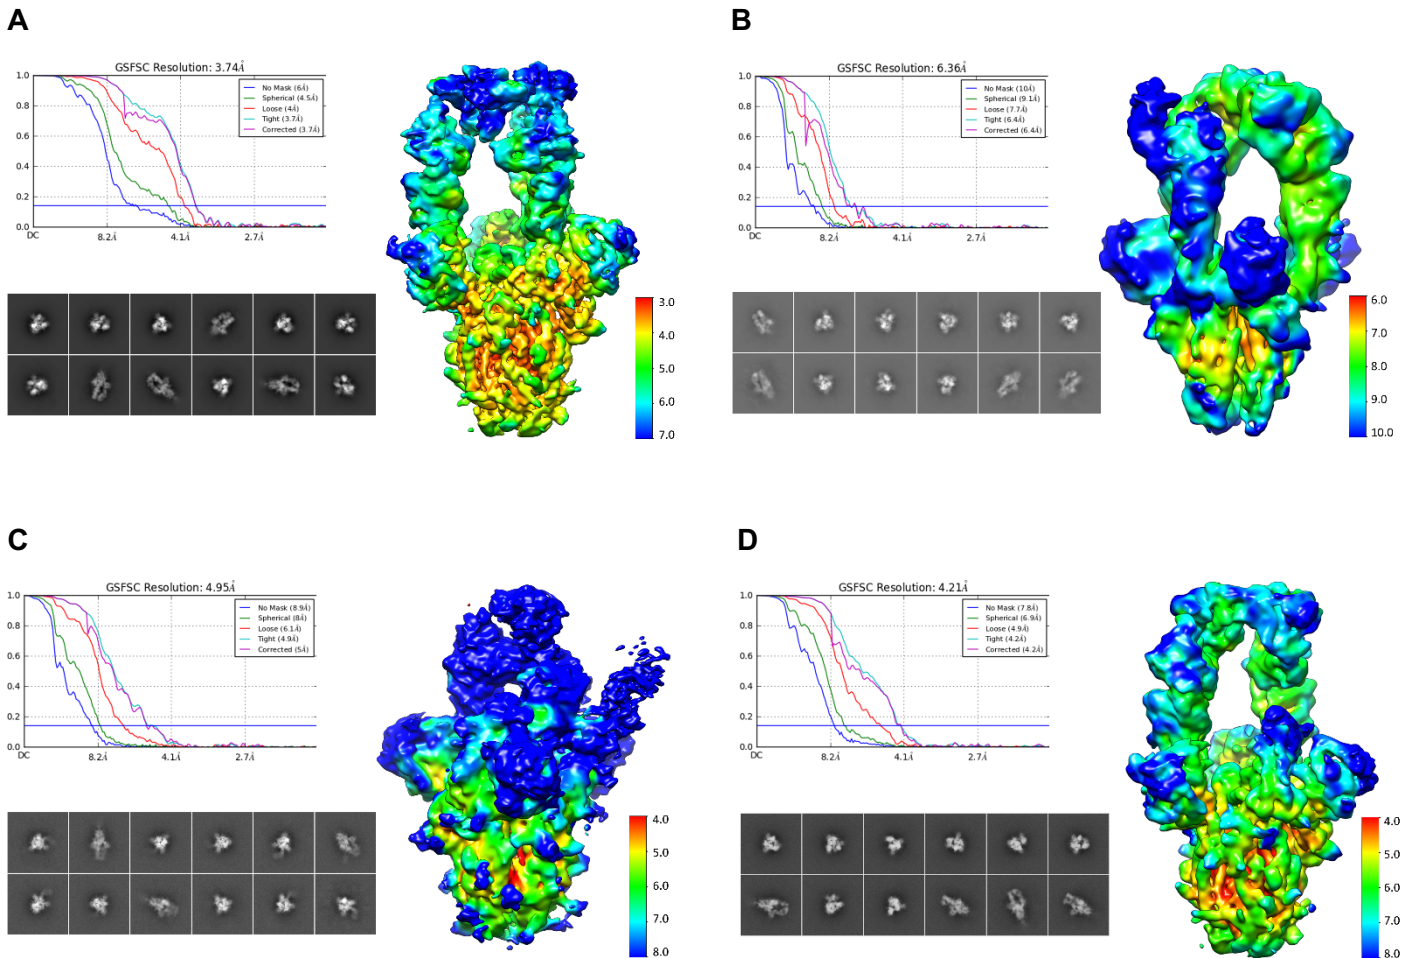 A
GSFSC Resolution: 3.74Å
1.0
0.8
0.6
0.4
0.2
0.0
DC
8.2Å
4.1Å
2.7Å
No Mask (6Å)
Spherical (4.5Å)
Loose (4Å)
Tight (3.7Å)
Corrected (3.7Å)
3.0
4.0
5.0
6.0
7.0
B
GSFSC Resolution: 6.36Å
1.0
0.8
0.6
0.4
0.2
0.0
DC
8.2Å
4.1Å
2.7Å
No Mask (10Å)
Spherical (9.1Å)
Loose (7.7Å)
Tight (6.4Å)
Corrected (6.4Å)
6.0
7.0
8.0
9.0
10.0
C
GSFSC Resolution: 4.95Å
1.0
0.8
0.6
0.4
0.2
0.0
DC
8.2Å
4.1Å
2.7Å
No Mask (8.9Å)
Spherical (8Å)
Loose (6.1Å)
Tight (4.9Å)
Corrected (5Å)
4.0
5.0
6.0
7.0
8.0
D
GSFSC Resolution: 4.21Å
1.0
0.8
0.6
0.4
0.2
0.0
DC
8.2Å
4.1Å
2.7Å
No Mask (7.8Å)
Spherical (6.9Å)
Loose (4.9Å)
Tight (4.2Å)
Corrected (4.2Å)
4.0
5.0
6.0
7.0
8.0